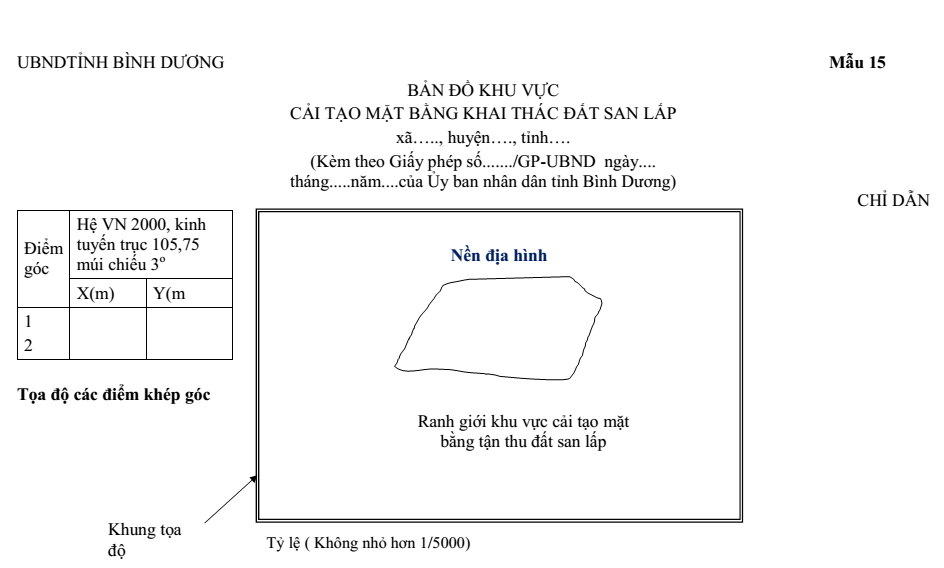 UBNDTỈNH BÌNH DƯƠNG
Mẫu 15
BẢN ĐỒ KHU VỰC
CẢI TẠO MẶT BẰNG KHAI THÁC ĐẤT SAN LẤP
xã….., huyện…., tỉnh….
(Kèm theo Giấy phép số......./GP-UBND ngày....
tháng.....năm....của Ủy ban nhân dân tỉnh Bình Dương)
CHỈ DẪN
Điểm
góc
Hệ VN 2000, kinh
tuyến trục 105,75
múi chiếu 3º
X(m)
Y(m
1
2
Tọa độ các điểm khép góc
Nền địa hình
Ranh giới khu vực cải tạo mặt
bằng tận thu đất san lấp
Khung tọa
độ
Tỷ lệ ( Không nhỏ hơn 1/5000)